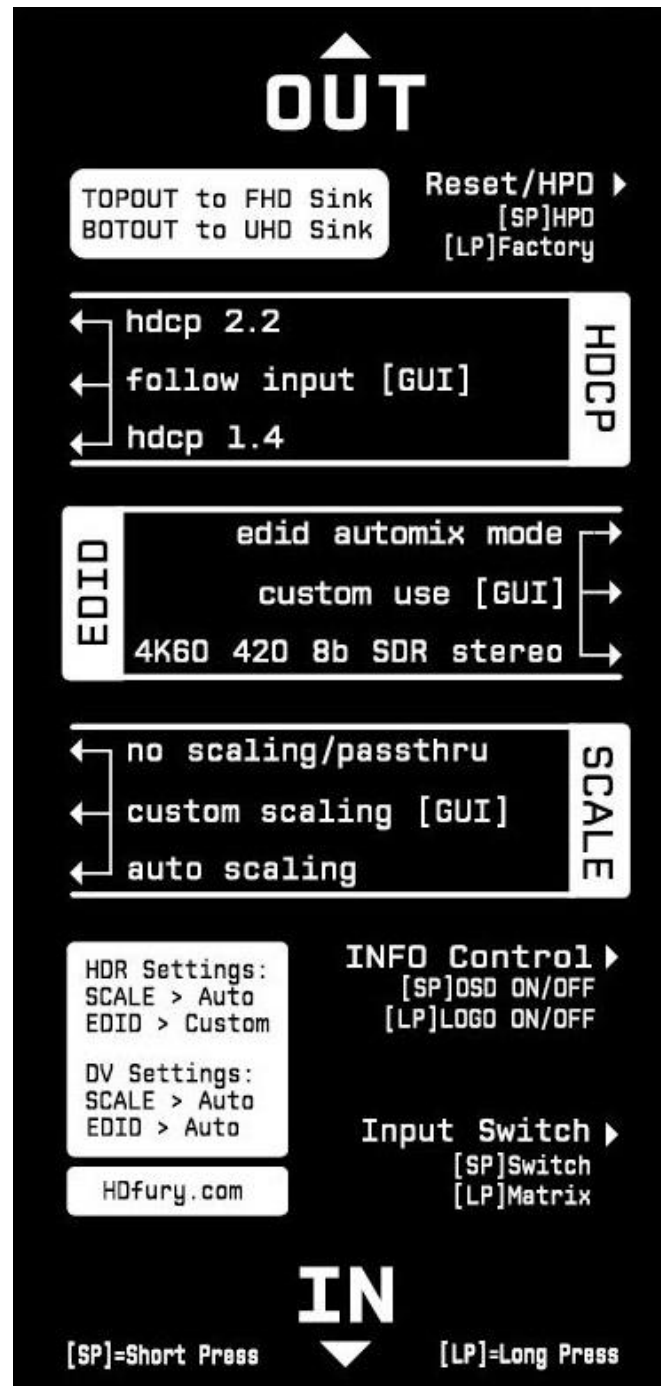 OUT
TOPOUT to FHD Sink
BOTOUT to UHD Sink
Reset/HPD
[SP]HPD
[LP]Factory
HDCP
hdcp 2.2
follow input [GUI]
hdcp 1.4
EDID
edid automix mode
custom use [GUI]
4K60 420 8b SDR stereo
SCALE
no scaling/passthru
custom scaling [GUI]
auto scaling
HDR Settings:
SCALE > Auto
EDID > Custom
DV Settings:
SCALE > Auto
EDID > Auto
HDfury.com
INFO Control
[SP]OSD ON/OFF
[LP]LOGO ON/OFF
Input Switch
[SP]Switch
[LP]Matrix
IN
[SP]=Short Press
[LP]=Long Press